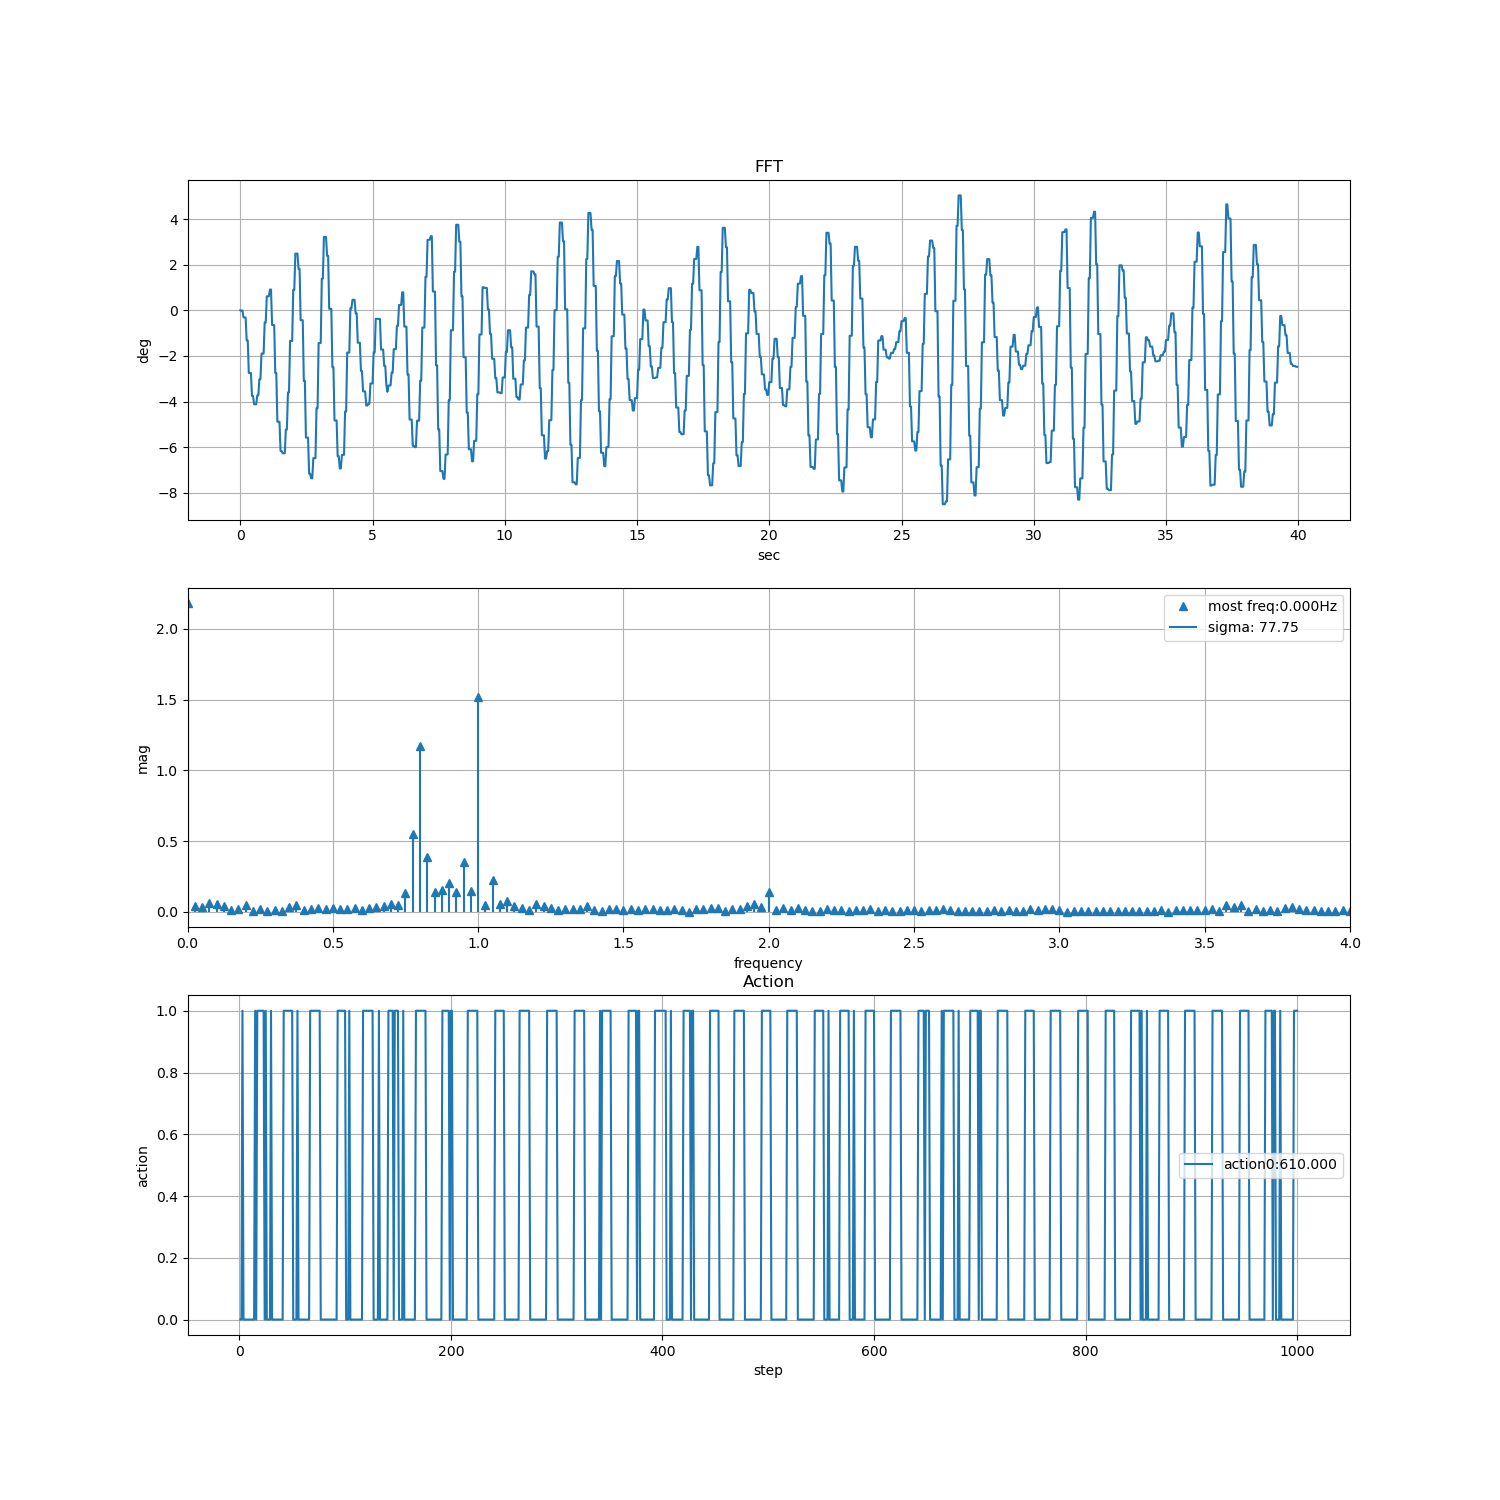 FFT
4
2
0
−2
−4
−6
−8
deg
0 5 10 15 20 25 30 35 40
sec
2.0
1.5
1.0
0.5
0.0
mag
most freq:0.000Hz
sigma: 77.75
0.0 0.5 1.0 1.5 2.0 2.5 3.0 3.5 4.0
frequency
Action
1.0
0.8
0.6
0.4
0.2
0.0
action
action0:610.000
0 200 400 600 800 1000
step